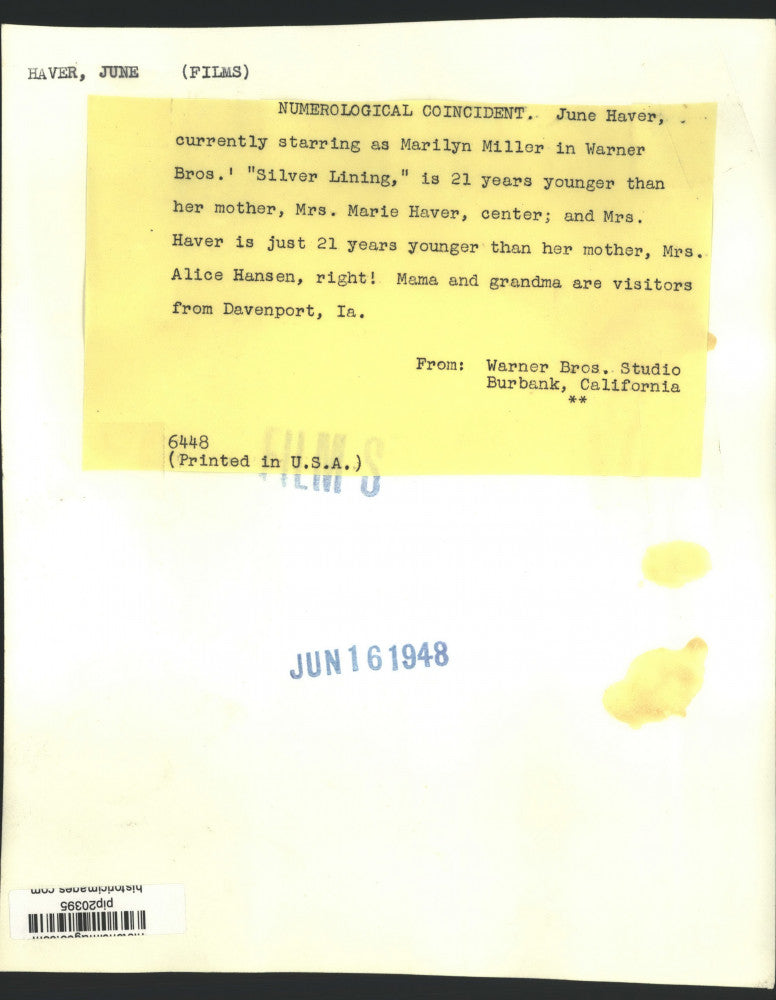 HAVER, JUNE (FILMS)
NUMEROLOGICAL COINCIDENT. June Haver,
currently starring as Marilyn Miller in Warner
Bros.' "Silver Lining," is 21 years younger than
her mother, Mrs. Marie Haver, center; and Mrs.
Haver is just 21 years younger than her mother, Mrs.
Alice Hansen, right! Mama and grandma are visitors
from Davenport, Ia.
From: Warner Bros. Studio
Burbank, California
**
6448
(Printed in U.S.A.)
FILMS
JUN 16 1948
historicimages.com
pip20395